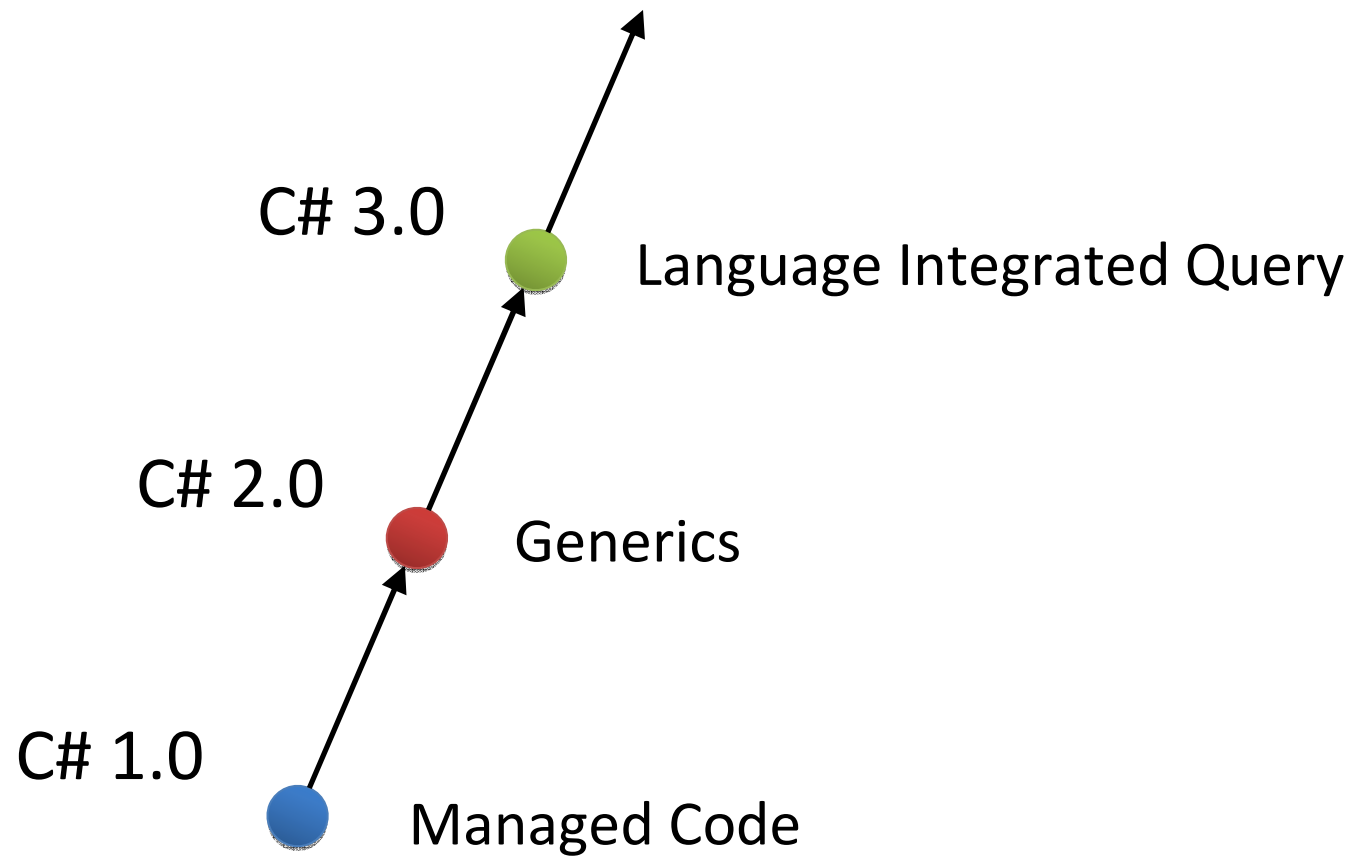 C# 3.0
Language Integrated Query
C# 2.0
Generics
C# 1.0
Managed Code